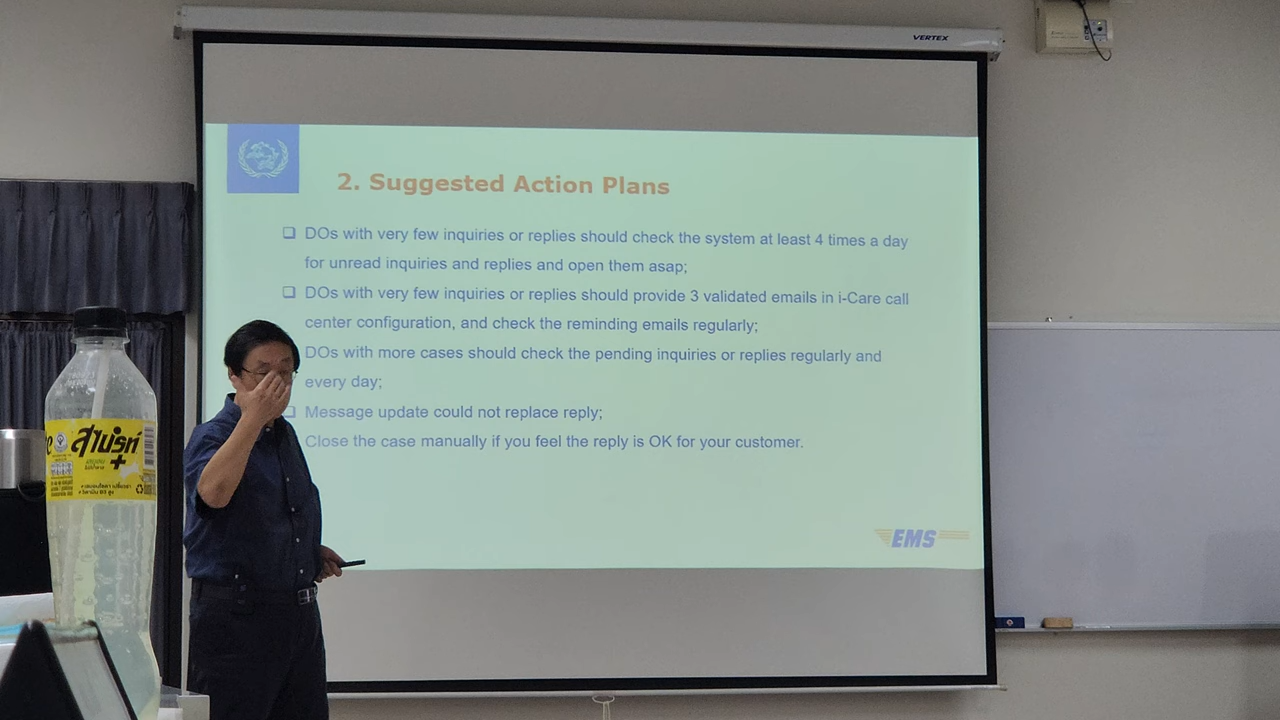 VERTEX
2. Suggested Action Plans
DOs with very few inquiries or replies should check the system at least 4 times a day
for unread inquiries and replies and open them asap;
DOs with very few inquiries or replies should provide 3 validated emails in i-Care call
center configuration, and check the reminding emails regularly;
DOs with more cases should check the pending inquiries or replies regularly and
every day;
Message update could not replace reply;
Close the case manually if you feel the reply is OK for your customer.
EMS
สไปร์ท
+